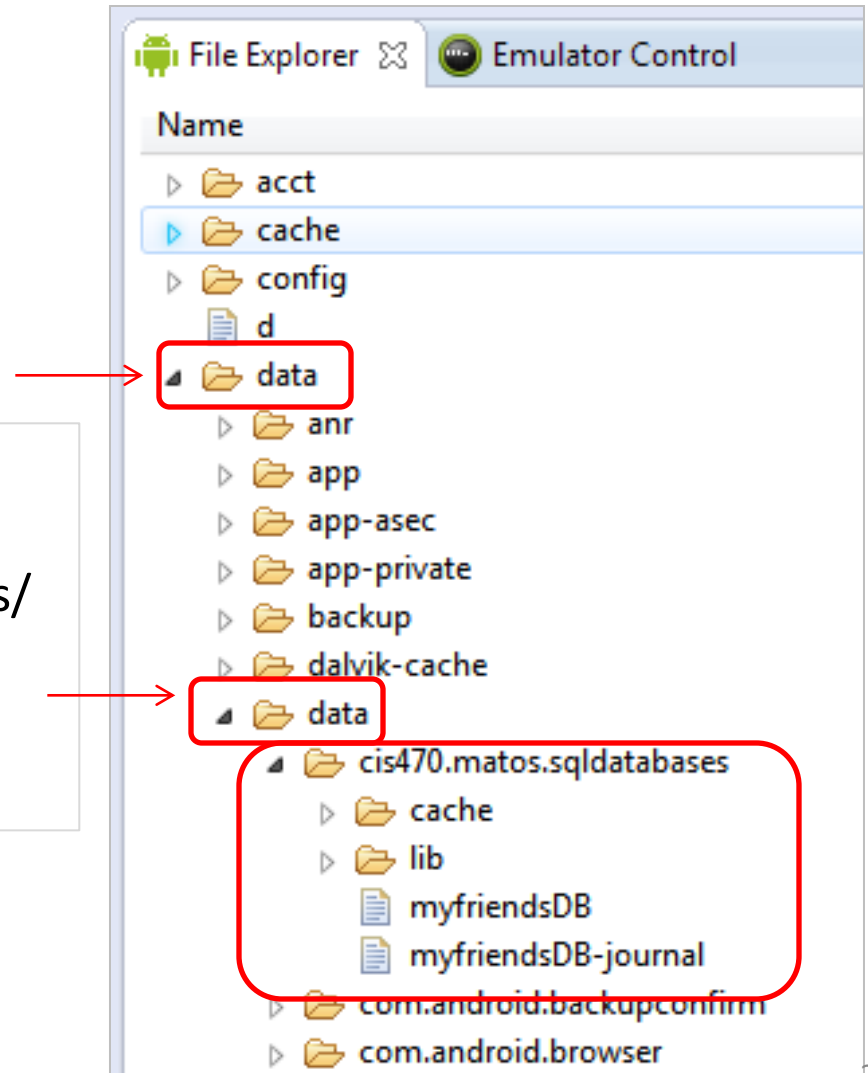 File Explorer
Emulator Control
Name
acct
cache
config
d
data
anr
app
app-asec
app-private
s/
backup
dalvik-cache
data
cis470.matos.sqldatabases
cache
lib
myfriendsDB
myfriendsDB-journal
com.android.backupconfirm
com.android.browser